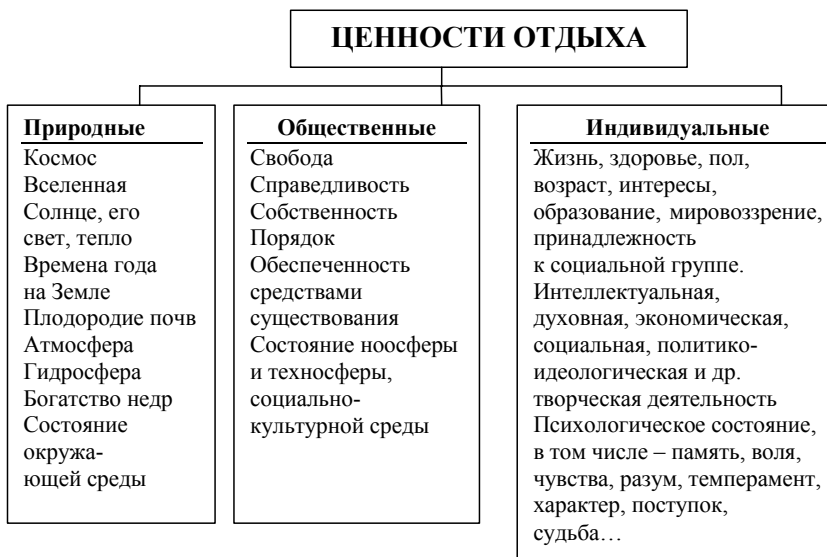 ЦЕННОСТИ ОТДЫХА
Природные
Космос
Вселенная
Солнце, его
свет, тепло
Времена года
на Земле
Плодородие почв
Атмосфера
Гидросфера
Богатство недр
Состояние
окружа-
ющей среды
Общественные
Свобода
Справедливость
Собственность
Порядок
Обеспеченность
средствами
существования
Состояние ноосферы
и техносферы,
социально-
культурной среды
Индивидуальные
Жизнь, здоровье, пол,
возраст, интересы,
образование, мировоззрение,
принадлежность
к социальной группе.
Интеллектуальная,
духовная, экономическая,
социальная, политико-
идеологическая и др.
творческая деятельность
Психологическое состояние,
в том числе – память, воля,
чувства, разум, темперамент,
характер, поступок,
судьба…